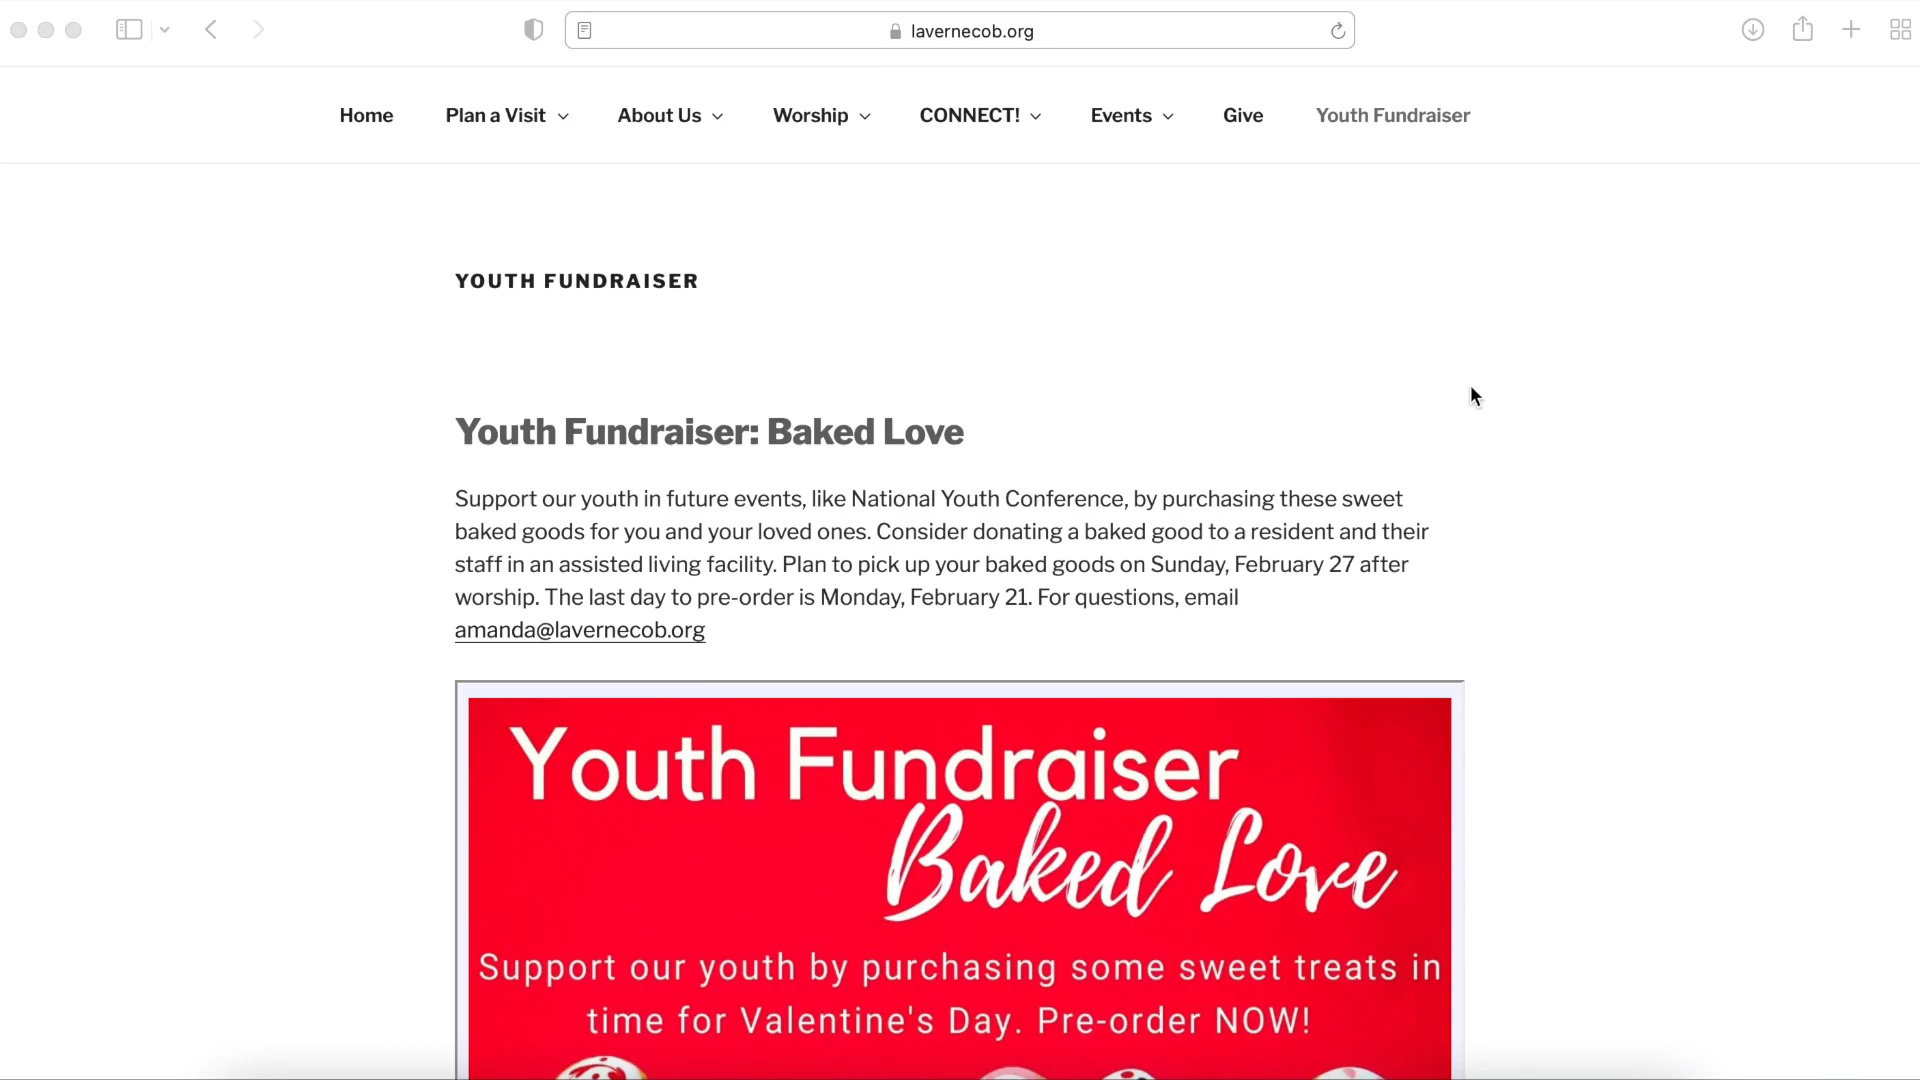 lavernecob.org
Home Plan a Visit About Us Worship CONNECT! Events Give Youth Fundraiser
YOUTH FUNDRAISER
Youth Fundraiser: Baked Love
Support our youth in future events, like National Youth Conference, by purchasing these sweet
baked goods for you and your loved ones. Consider donating a baked good to a resident and their
staff in an assisted living facility. Plan to pick up your baked goods on Sunday, February 27 after
worship. The last day to pre-order is Monday, February 21. For questions, email
amanda@lavernecob.org
Youth Fundraiser
Baked Love
Support our youth by purchasing some sweet treats in
time for Valentine's Day. Pre-order NOW!